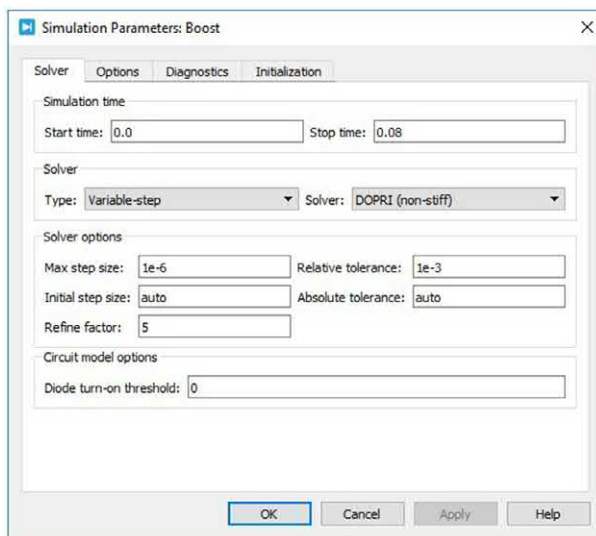 Simulation Parameters: Boost
Solver Options Diagnostics Initialization
Simulation time
Start time: 0.0 Stop time: 0.08
Solver
Type: Variable-step Solver: DOPRI (non-stiff)
Solver options
Max step size: 1e-6 Relative tolerance: 1e-3
Initial step size: auto Absolute tolerance: auto
Refine factor: 5
Circuit model options
Diode turn-on threshold: 0
OK Cancel Apply Help